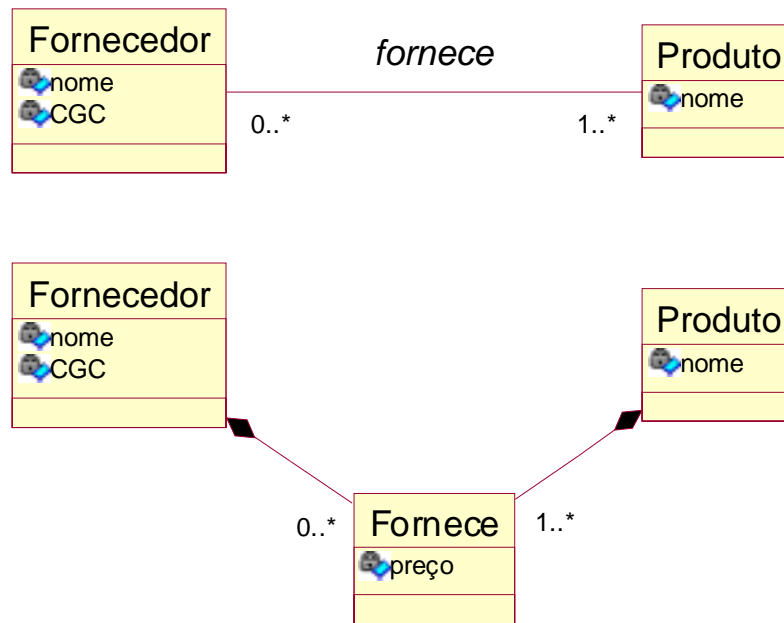 Fornecedor
nome
CGC
fornece
0..*
1..*
Produto
nome
Fornecedor
nome
CGC
Produto
nome
0..*
Fornece
1..*
preço